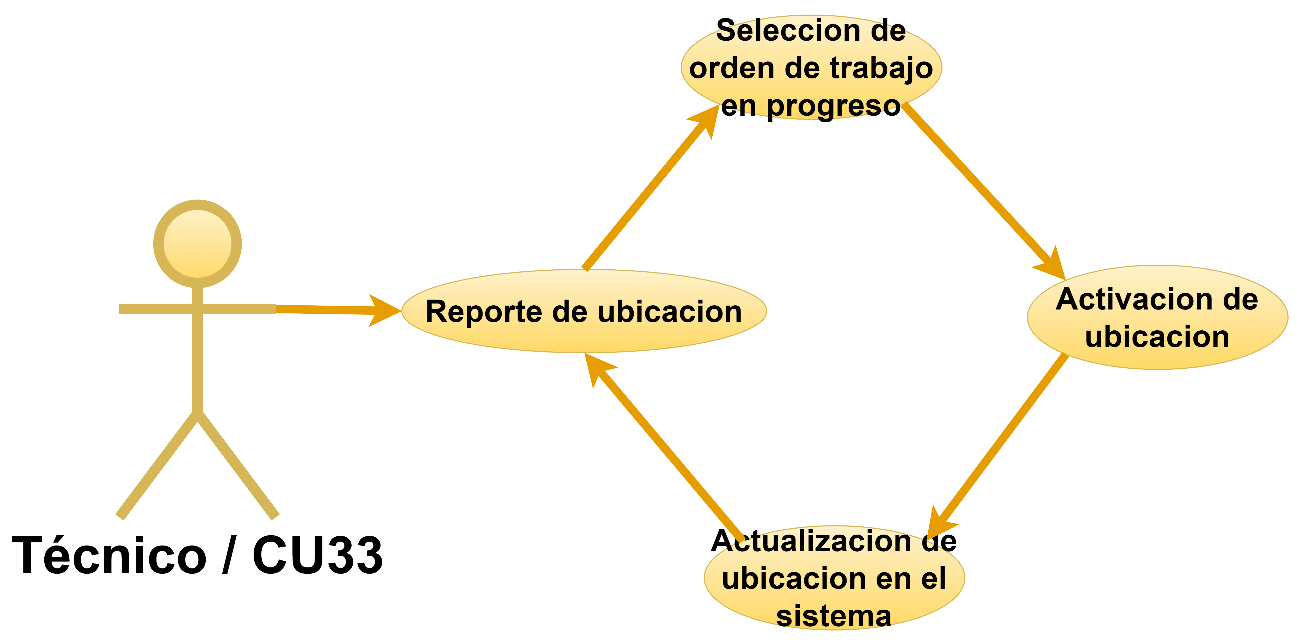 Seleccion de
orden de trabajo
en progreso
Reporte de ubicacion
Activacion de
ubicacion
Actualizacion de
ubicacion en el
sistema
Técnico / CU33